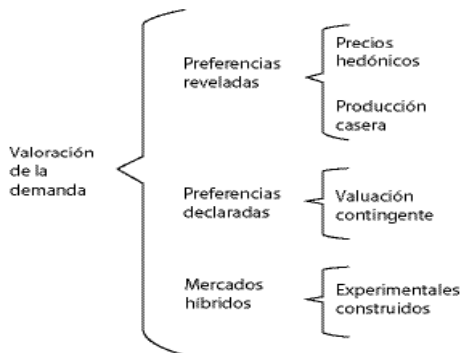 Valoración
de la
demanda
Preferencias
reveladas
Precios
hedónicos
Producción
casera
Preferencias
declaradas
Valuación
contingente
Mercados
híbridos
Experimentales
construidos